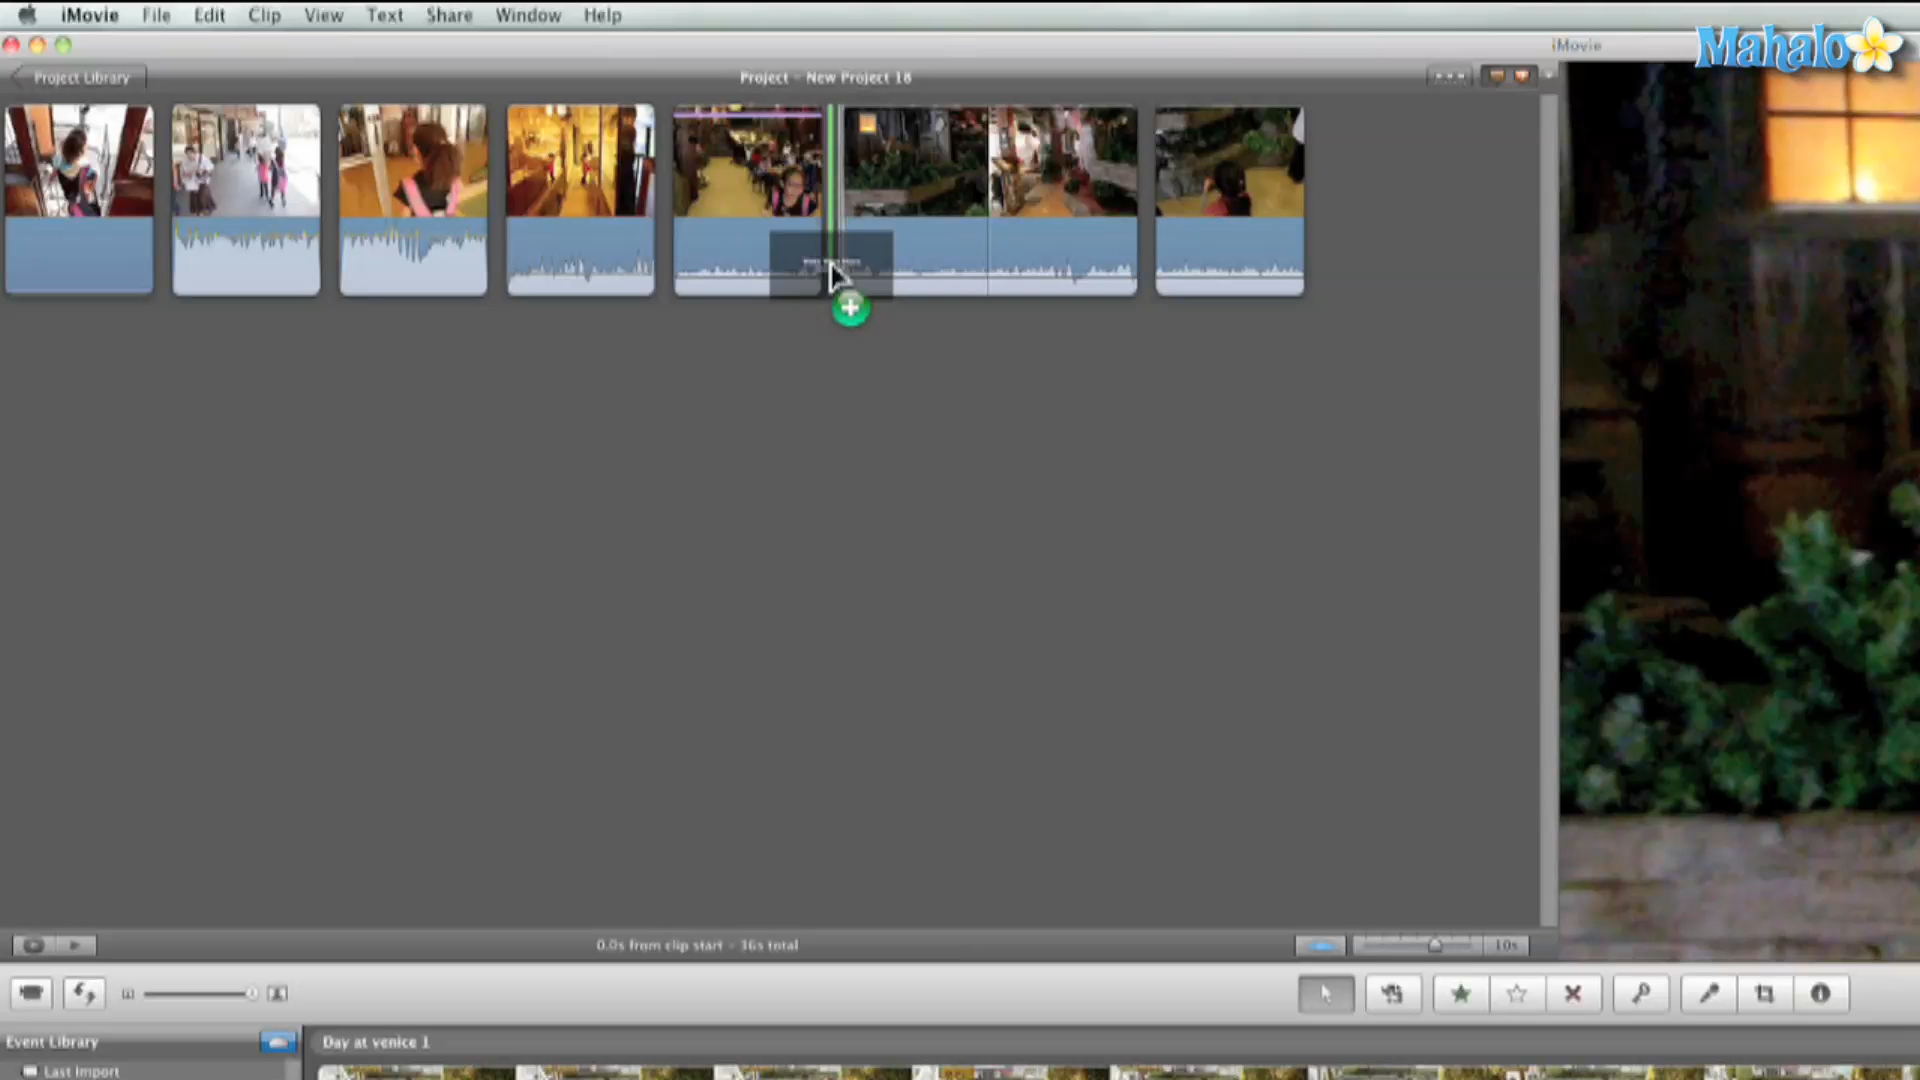 iMovie File Edit Clip View Text Share Window Help
iMovie
Mahalo
Project Library
Project - New Project 18
0.0s from clip start - 36s total
10s
Event Library
Day at venice 1
Last Import